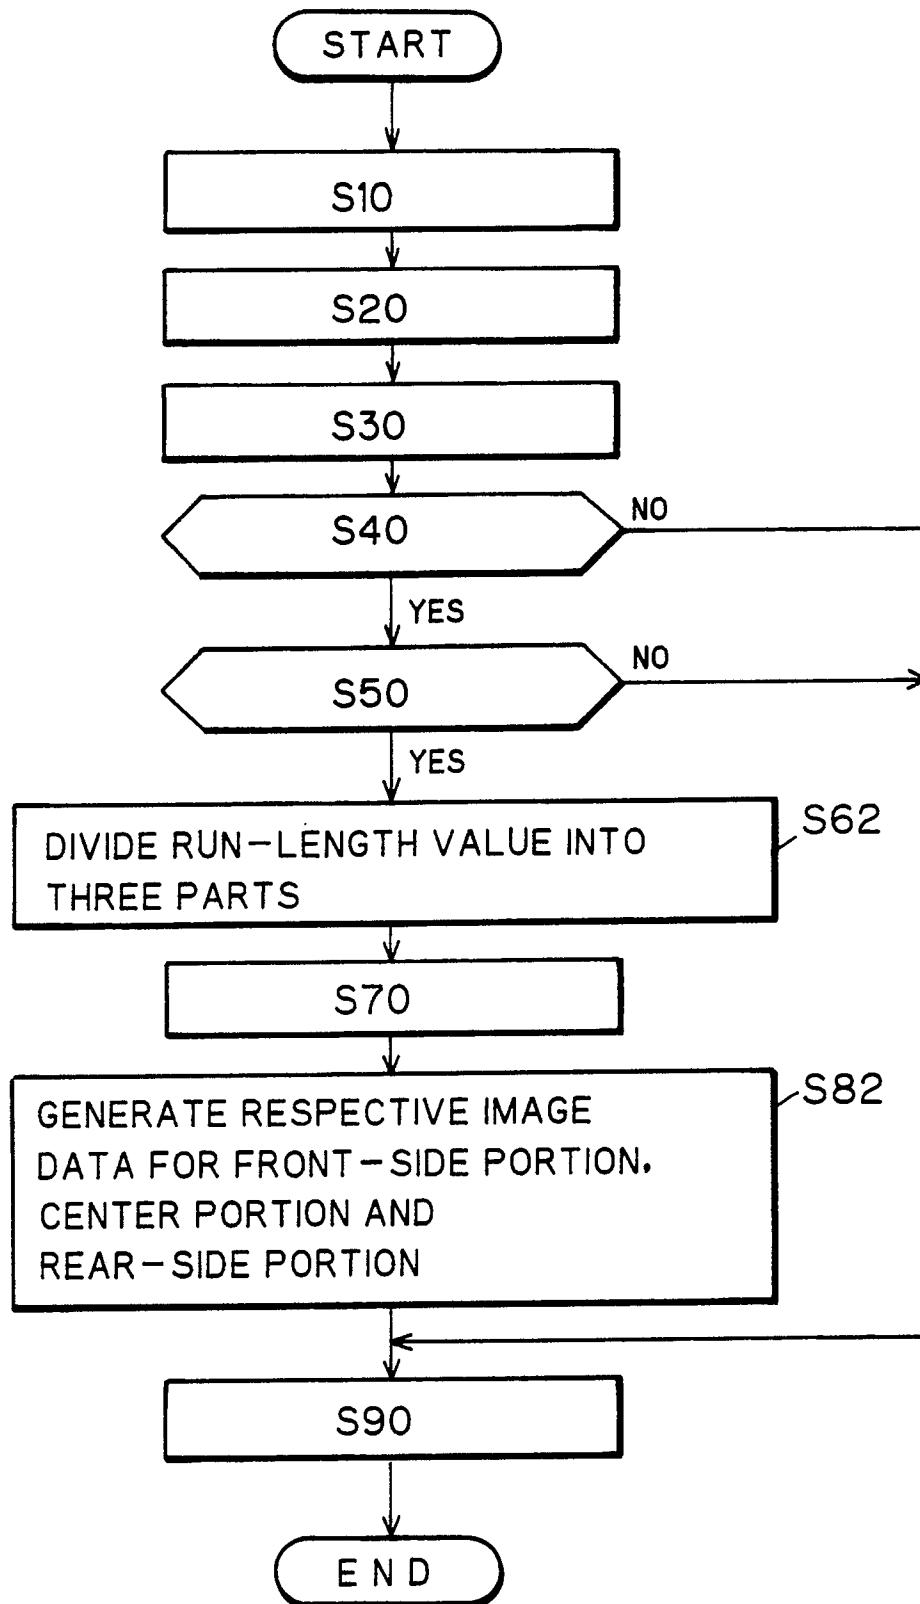 START
S10
S20
S30
S40
NO
YES
S50
NO
YES
S62
DIVIDE RUN-LENGTH VALUE INTO
THREE PARTS
S70
S82
GENERATE RESPECTIVE IMAGE
DATA FOR FRONT-SIDE PORTION.
CENTER PORTION AND
REAR-SIDE PORTION
S90
END